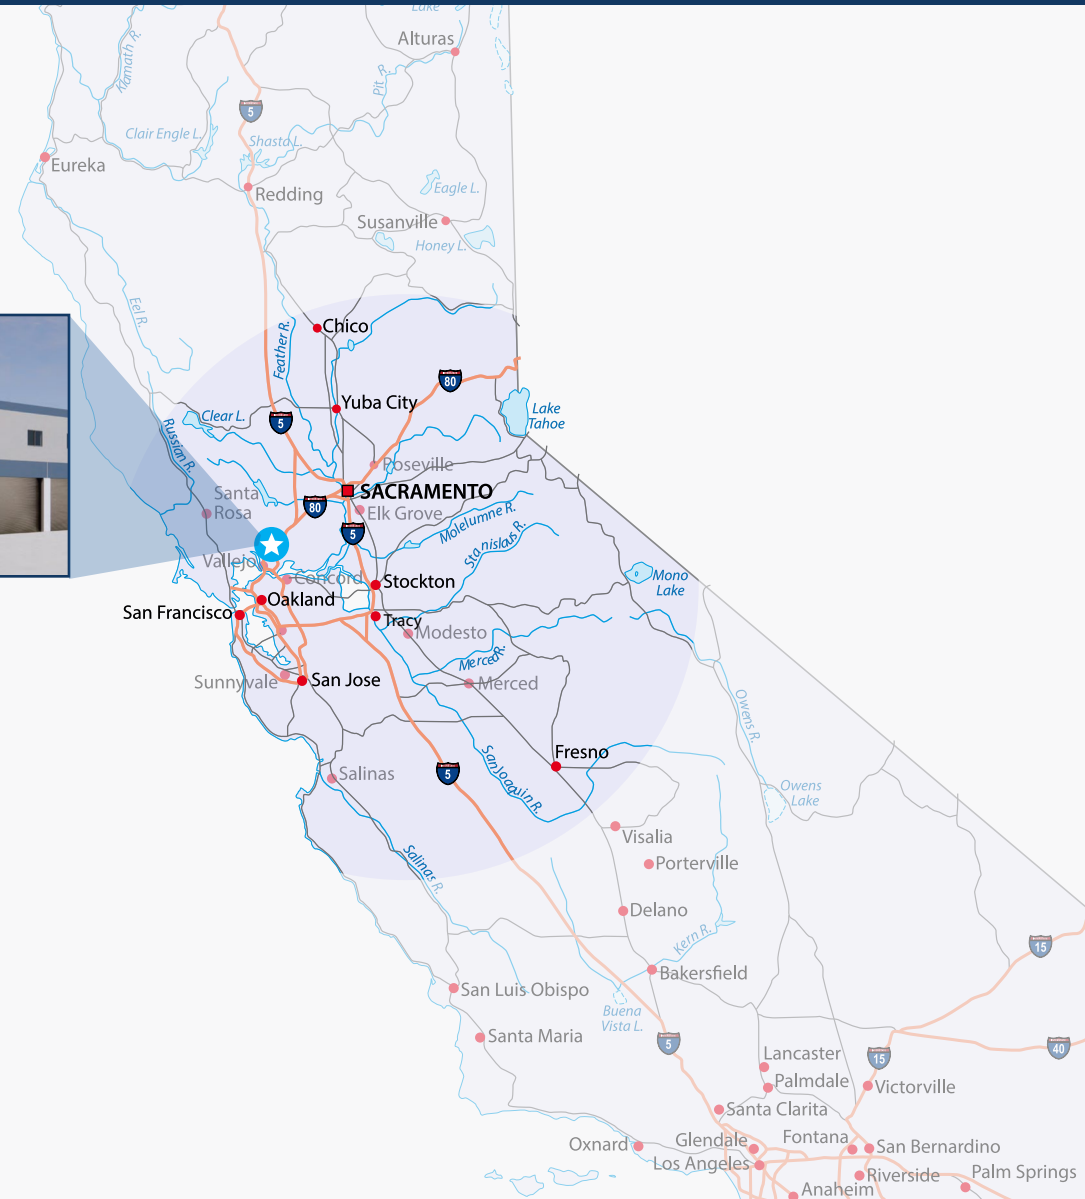 Lake
Alturas
Klamath R.
Pit R.
5
Clair Engle L.
Shasta L.
Eureka
Redding
Eagle L.
Susanville
Honey L.
Eel R.
Chico
Feather R.
80
Yuba City
Clear L.
5
Lake
Tahoe
Russian R.
Roseville
SACRAMENTO
Santa
Rosa
80
Elk Grove
Molelumne R.
5
Stanislaus R.
Vallejo
Concord
Stockton
Mono
Lake
Oakland
San Francisco
Tracy
Modesto
Merced R.
Sunnyvale
San Jose
Merced
Owens R.
Fresno
5
Salinas
San Joaquin R.
Owens
Lake
Visalia
Salinas R.
Porterville
Delano
Kern R.
15
Bakersfield
San Luis Obispo
Buena
Vista L.
Santa Maria
5
40
15
Lancaster
Palmdale
Victorville
Santa Clarita
Oxnard
Glendale
Fontana
San Bernardino
Los Angeles
Riverside
Palm Springs
Anaheim